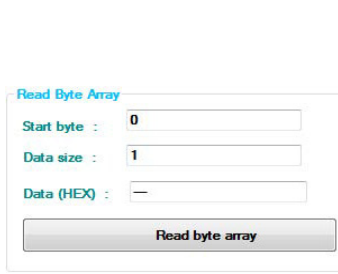 Read Byte Array
Start byte : 0
Data size : 1
Data (HEX) : —
Read byte array